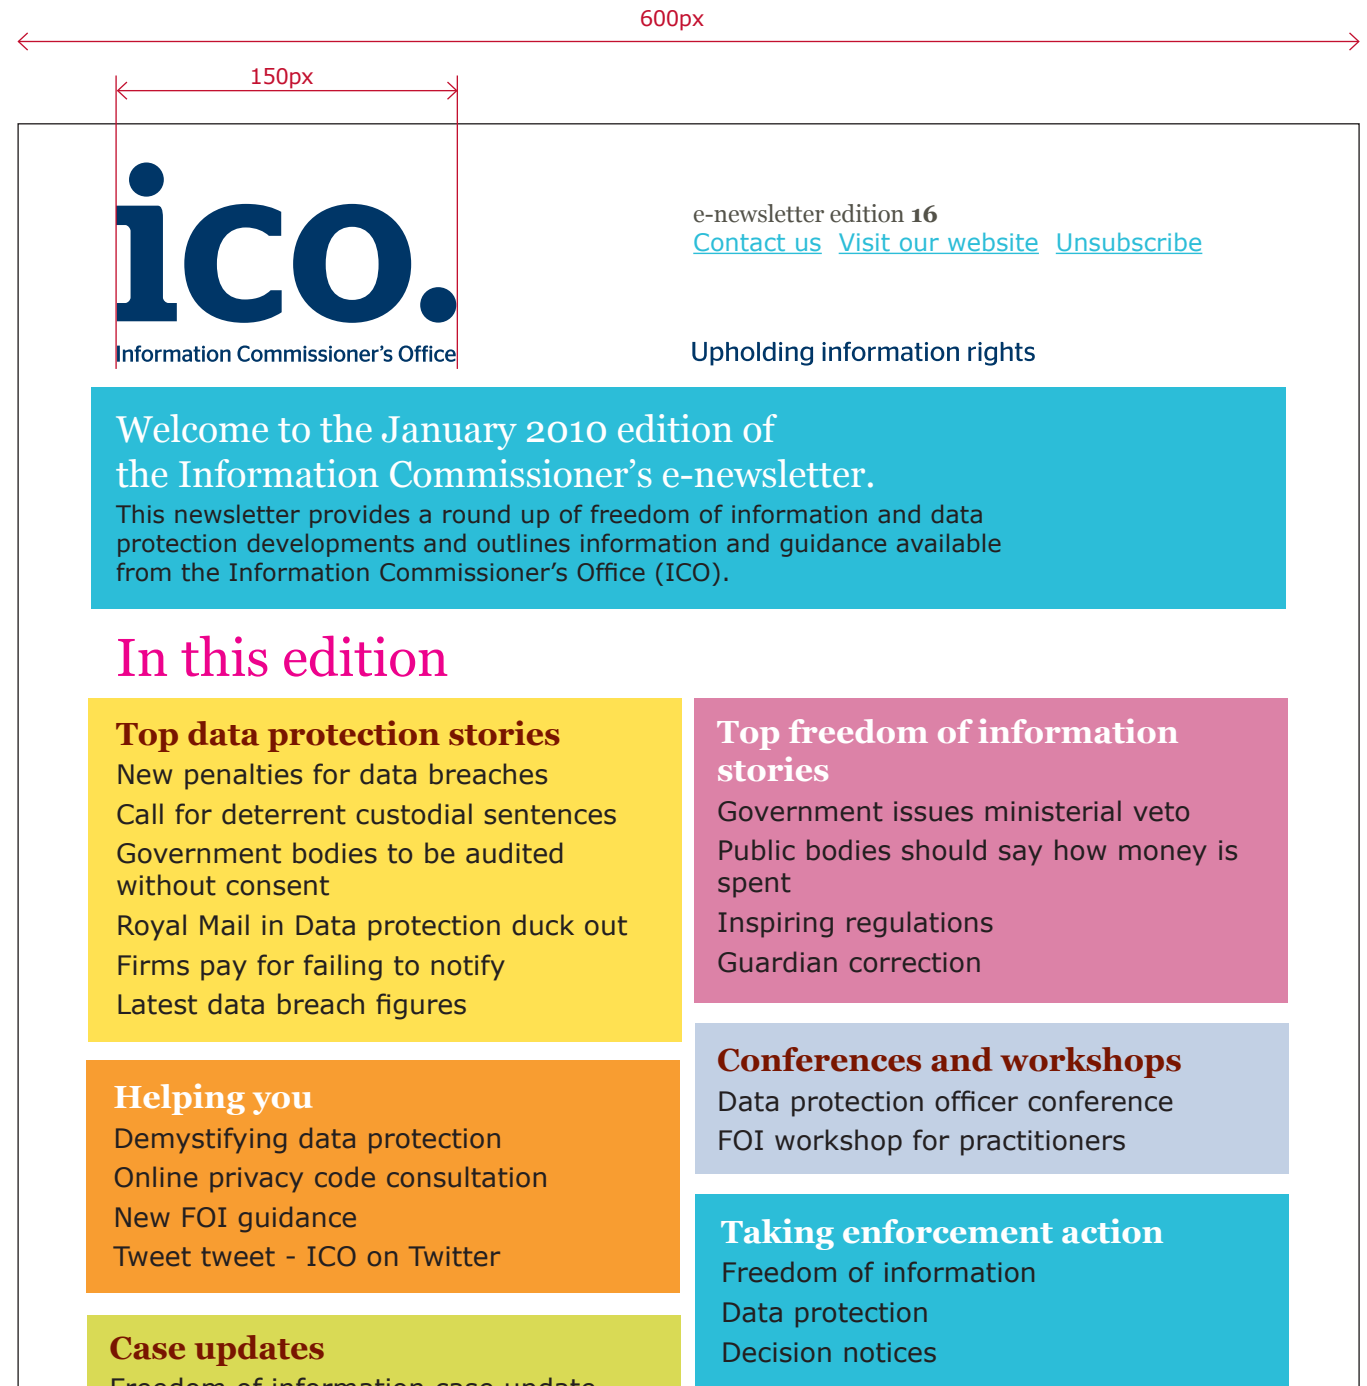 600px
150px
ico.
Information Commissioner's Office
e-newsletter edition 16
Contact us Visit our website Unsubscribe
Upholding information rights
Welcome to the January 2010 edition of
the Information Commissioner's e-newsletter.
This newsletter provides a round up of freedom of information and data
protection developments and outlines information and guidance available
from the Information Commissioner's Office (ICO).
In this edition
Top data protection stories
New penalties for data breaches
Call for deterrent custodial sentences
Government bodies to be audited
without consent
Royal Mail in Data protection duck out
Firms pay for failing to notify
Latest data breach figures
Top freedom of information
stories
Government issues ministerial veto
Public bodies should say how money is
spent
Inspiring regulations
Guardian correction
Helping you
Demystifying data protection
Online privacy code consultation
New FOI guidance
Tweet tweet - ICO on Twitter
Conferences and workshops
Data protection officer conference
FOI workshop for practitioners
Taking enforcement action
Freedom of information
Data protection
Decision notices
Case updates
Freedom of information case update